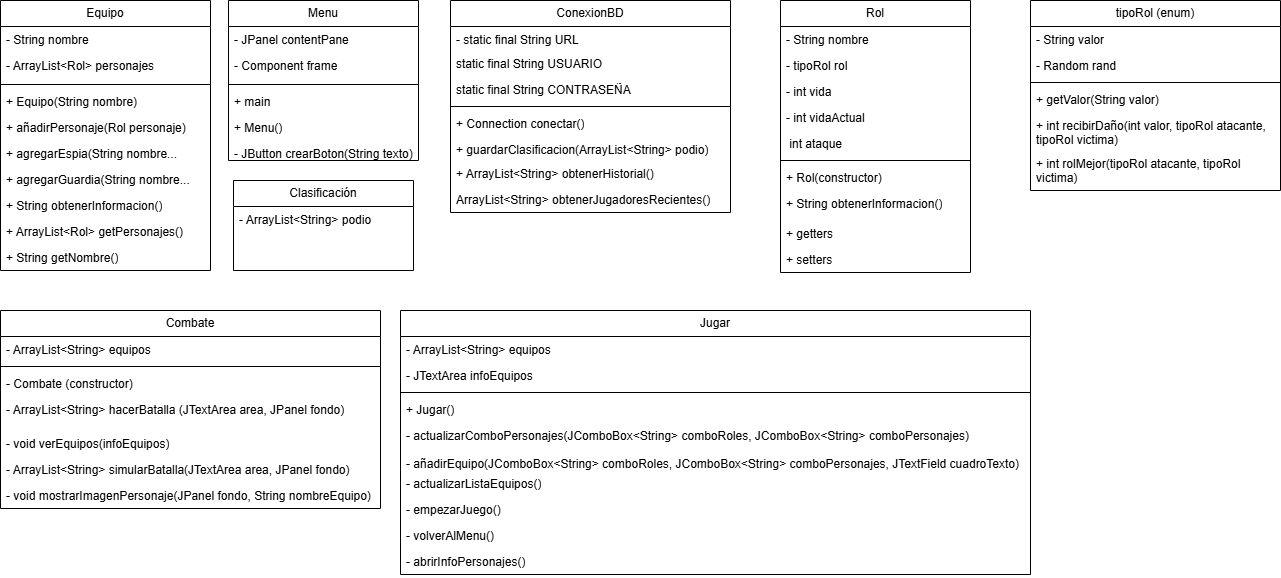 Equipo
- String nombre
- ArrayList<Rol> personajes
+ Equipo(String nombre)
+ añadirPersonaje(Rol personaje)
+ agregarEspia(String nombre...
+ agregarGuardia(String nombre...
+ String obtenerInformacion()
+ ArrayList<Rol> getPersonajes()
+ String getNombre()
Menu
- JPanel contentPane
- Component frame
+ main
+ Menu()
- JButton crearBoton(String texto)
Clasificación
- ArrayList<String> podio
ConexionBD
- static final String URL
static final String USUARIO
static final String CONTRASEÑA
+ Connection conectar()
+ guardarClasificacion(ArrayList<String> podio)
+ ArrayList<String> obtenerHistorial()
ArrayList<String> obtenerJugadoresRecientes()
Rol
- String nombre
- tipoRol rol
- int vida
- int vidaActual
int ataque
+ Rol(constructor)
+ String obtenerInformacion()
+ getters
+ setters
tipoRol (enum)
- String valor
- Random rand
+ getValor(String valor)
+ int recibirDaño(int valor, tipoRol atacante,
tipoRol victima)
+ int rolMejor(tipoRol atacante, tipoRol
victima)
Combate
- ArrayList<String> equipos
- Combate (constructor)
- ArrayList<String> hacerBatalla (JTextArea area, JPanel fondo)
- void verEquipos(infoEquipos)
- ArrayList<String> simularBatalla(JTextArea area, JPanel fondo)
- void mostrarImagenPersonaje(JPanel fondo, String nombreEquipo)
Jugar
- ArrayList<String> equipos
- JTextArea infoEquipos
+ Jugar()
- actualizarComboPersonajes(JComboBox<String> comboRoles, JComboBox<String> comboPersonajes)
- añadirEquipo(JComboBox<String> comboRoles, JComboBox<String> comboPersonajes, JTextField cuadroTexto)
- actualizarListaEquipos()
- empezarJuego()
- volverAlMenu()
- abrirInfoPersonajes()